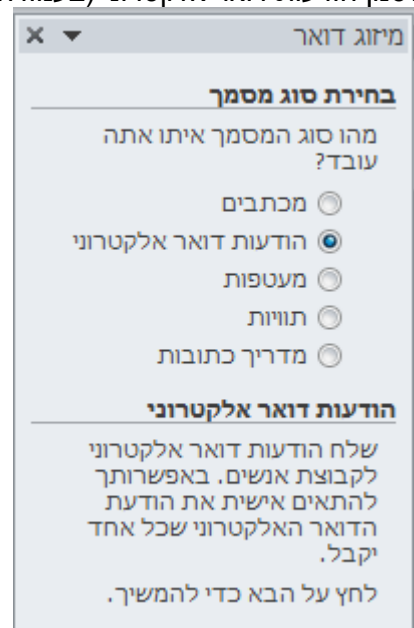 מיזוג דואר
בחירת סוג מסמך
מהו סוג המסמך איתו אתה
עובד?
מכתבים
הודעות דואר אלקטרוני
מעטפות
תוויות
מדריך כתובות
הודעות דואר אלקטרוני
שלח הודעות דואר אלקטרוני
לקבוצת אנשים. באפשרותך
להתאים אישית את הודעת
הדואר האלקטרוני שכל אחד
יקבל.
לחץ על הבא כדי להמשיך.